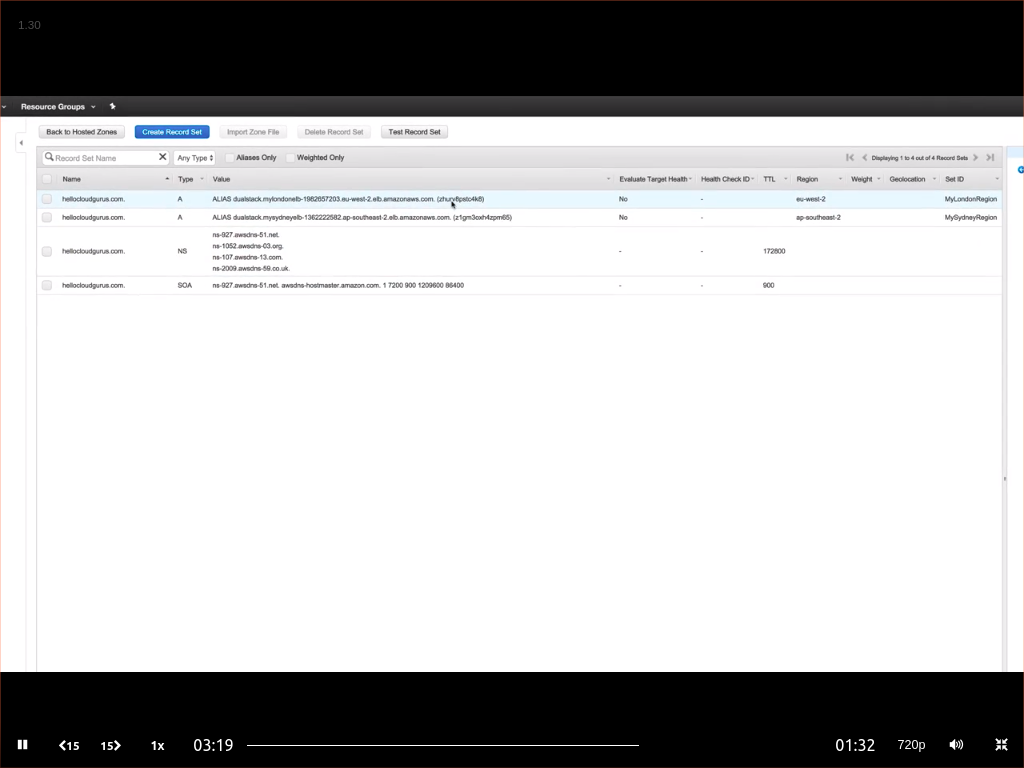 1.30
Resource Groups
Back to Hosted Zones Create Record Set Import Zone File Delete Record Set Test Record Set
Record Set Name Any Type Aliases Only Weighted Only Displaying 1 to 4 out of 4 Record Sets
Name Type Value Evaluate Target Health Health Check ID TTL Region Weight Geolocation Set ID
hellocloudgurus.com. A ALIAS dualstack.mylondonelb-1982657203.eu-west-2.elb.amazonaws.com. No - eu-west-2 MyLondonRegion
hellocloudgurus.com. A ALIAS dualstack.mysydneyelb-1362222582.ap-southeast-2.elb.amazonaws.com. (z1gm3oxh4zpm65) No - ap-southeast-2 MySydneyRegion
ns-927.awsdns-51.net.
ns-1052.awsdns-03.org.
hellocloudgurus.com. NS - - 172800
ns-107.awsdns-13.com.
ns-2009.awsdns-59.co.uk.
hellocloudgurus.com. SOA ns-927.awsdns-51.net. awsdns-hostmaster.amazon.com. 1 7200 900 1209600 86400 - - 900
15 15 1x 03:19 01:32 720p